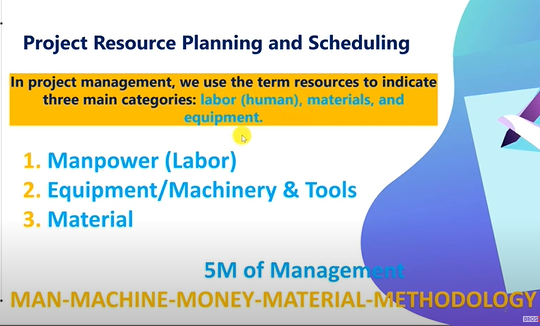 Project Resource Planning and Scheduling
In project management, we use the term resources to indicate
three main categories: labor (human), materials, and
equipment.
1. Manpower (Labor)
2. Equipment/Machinery & Tools
3. Material
5M of Management
MAN-MACHINE-MONEY-MATERIAL-METHODOLOGY